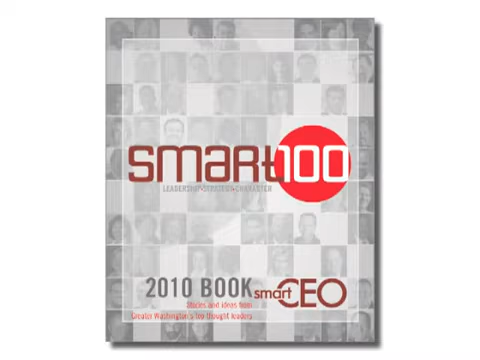 smart100
LEADERSHIP•STRATEGY•CHARACTER
2010 BOOK smartCEO
Stories and ideas from
Greater Washington's top thought leaders